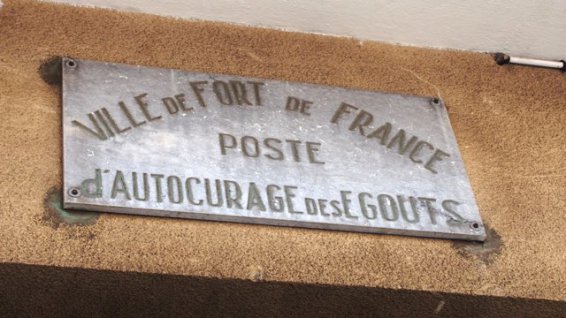 VILLE DE FORT DE FRANCE
POSTE
d'AUTOCURAGE DES EGOUTS